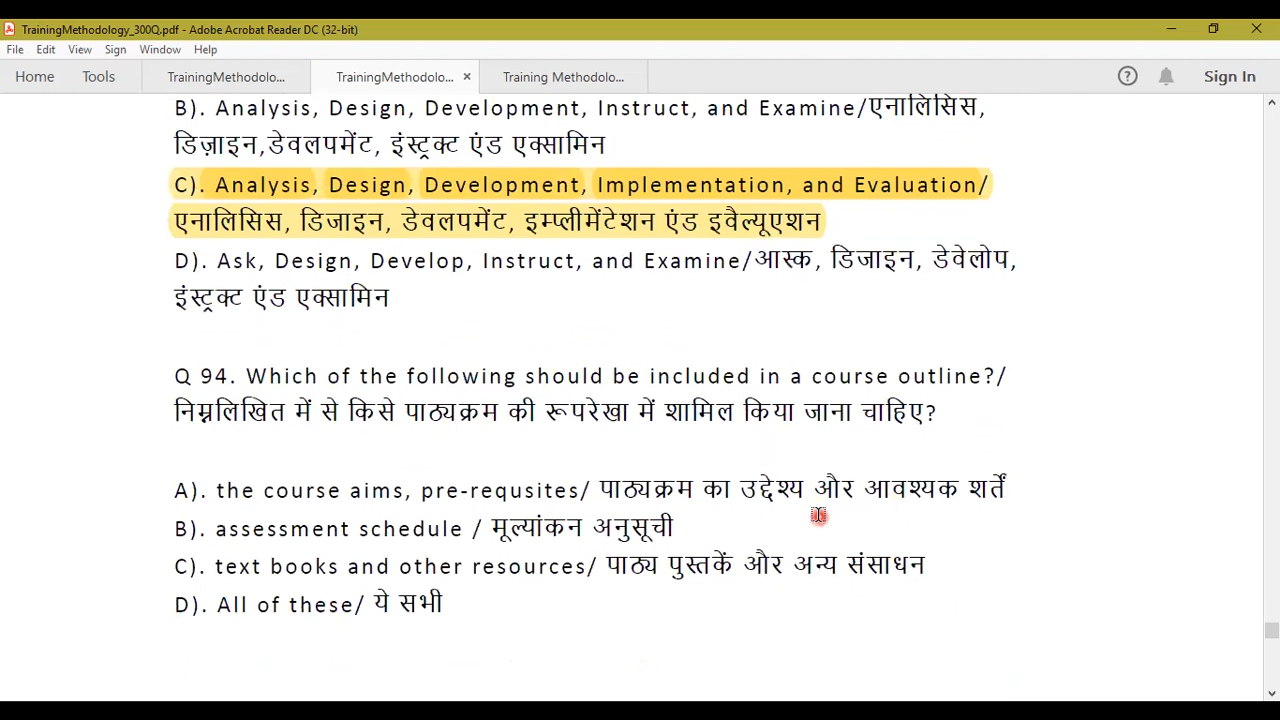 TrainingMethodology_300Q.pdf - Adobe Acrobat Reader DC (32-bit)
File Edit View Sign Window Help
Home Tools TrainingMethodolo... TrainingMethodolo... × Training Methodolo... ? Sign In
B). Analysis, Design, Development, Instruct, and Examine/एनालिसिस,
डिज़ाइन,डेवलपमेंट, इंस्ट्रक्ट एंड एक्सामिन
C). Analysis, Design, Development, Implementation, and Evaluation/
एनालिसिस, डिजाइन, डेवलपमेंट, इम्प्लीमेंटेशन एंड इवैल्यूएशन
D). Ask, Design, Develop, Instruct, and Examine/आस्क, डिजाइन, डेवेलोप,
इंस्ट्रक्ट एंड एक्सामिन
Q 94. Which of the following should be included in a course outline?/
निम्नलिखित में से किसे पाठ्यक्रम की रूपरेखा में शामिल किया जाना चाहिए?
A). the course aims, pre-requsites/ पाठ्यक्रम का उद्देश्य और आवश्यक शर्तें
B). assessment schedule / मूल्यांकन अनुसूची
C). text books and other resources/ पाठ्य पुस्तकें और अन्य संसाधन
D). All of these/ ये सभी